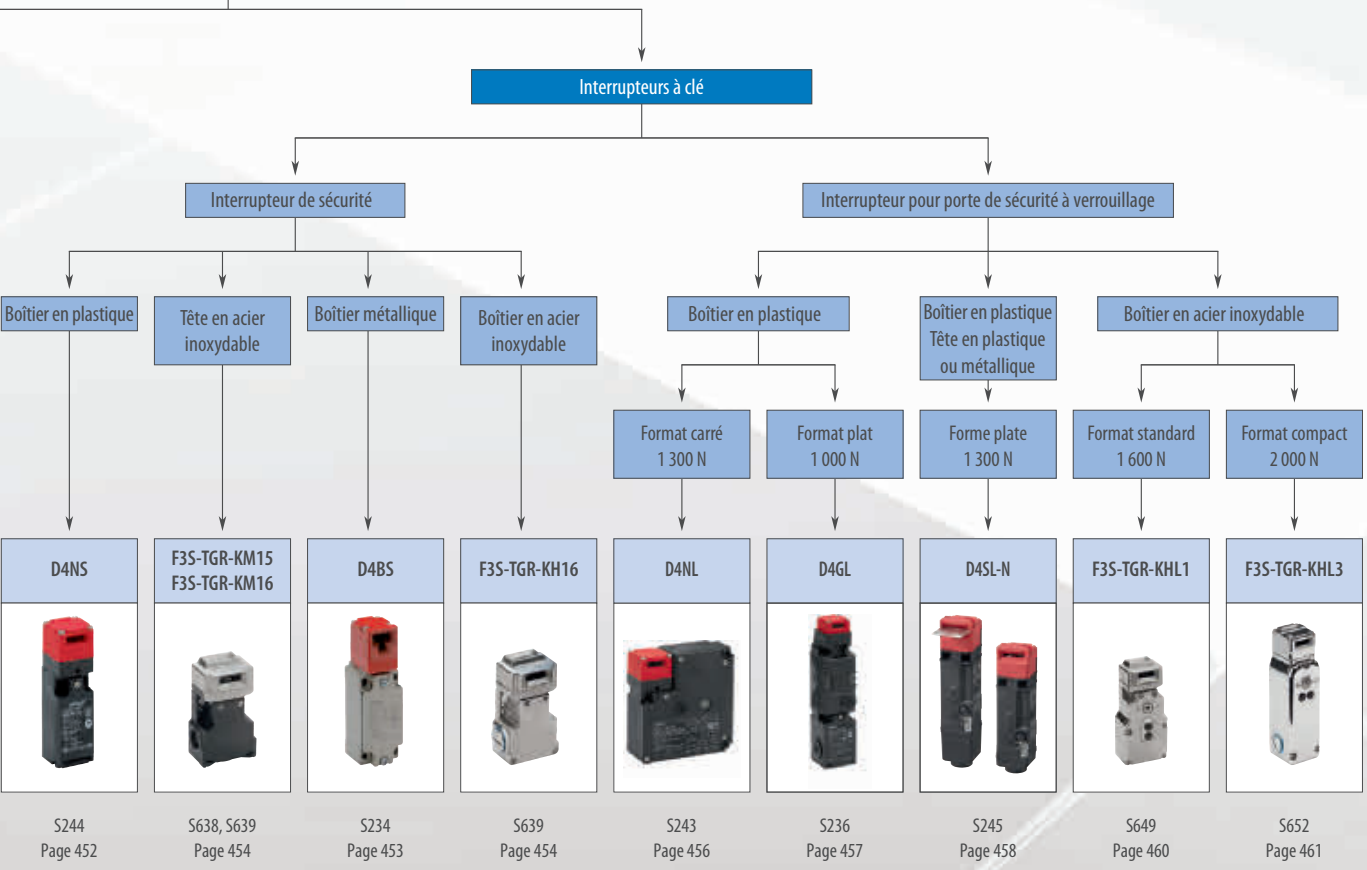 Interrupteurs à clé
Interrupteur de sécurité
Interrupteur pour porte de sécurité à verrouillage
Boîtier en plastique
Tête en acier
inoxydable
Boîtier métallique
Boîtier en acier
inoxydable
Boîtier en plastique
Boîtier en plastique
Tête en plastique
ou métallique
Boîtier en acier inoxydable
Format carré
1 300 N
Format plat
1 000 N
Forme plate
1 300 N
Format standard
1 600 N
Format compact
2 000 N
D4NS
F3S-TGR-KM15
F3S-TGR-KM16
D4BS
F3S-TGR-KH16
D4NL
D4GL
D4SL-N
F3S-TGR-KHL1
F3S-TGR-KHL3
S244
Page 452
S638, S639
Page 454
S234
Page 453
S639
Page 454
S243
Page 456
S236
Page 457
S245
Page 458
S649
Page 460
S652
Page 461